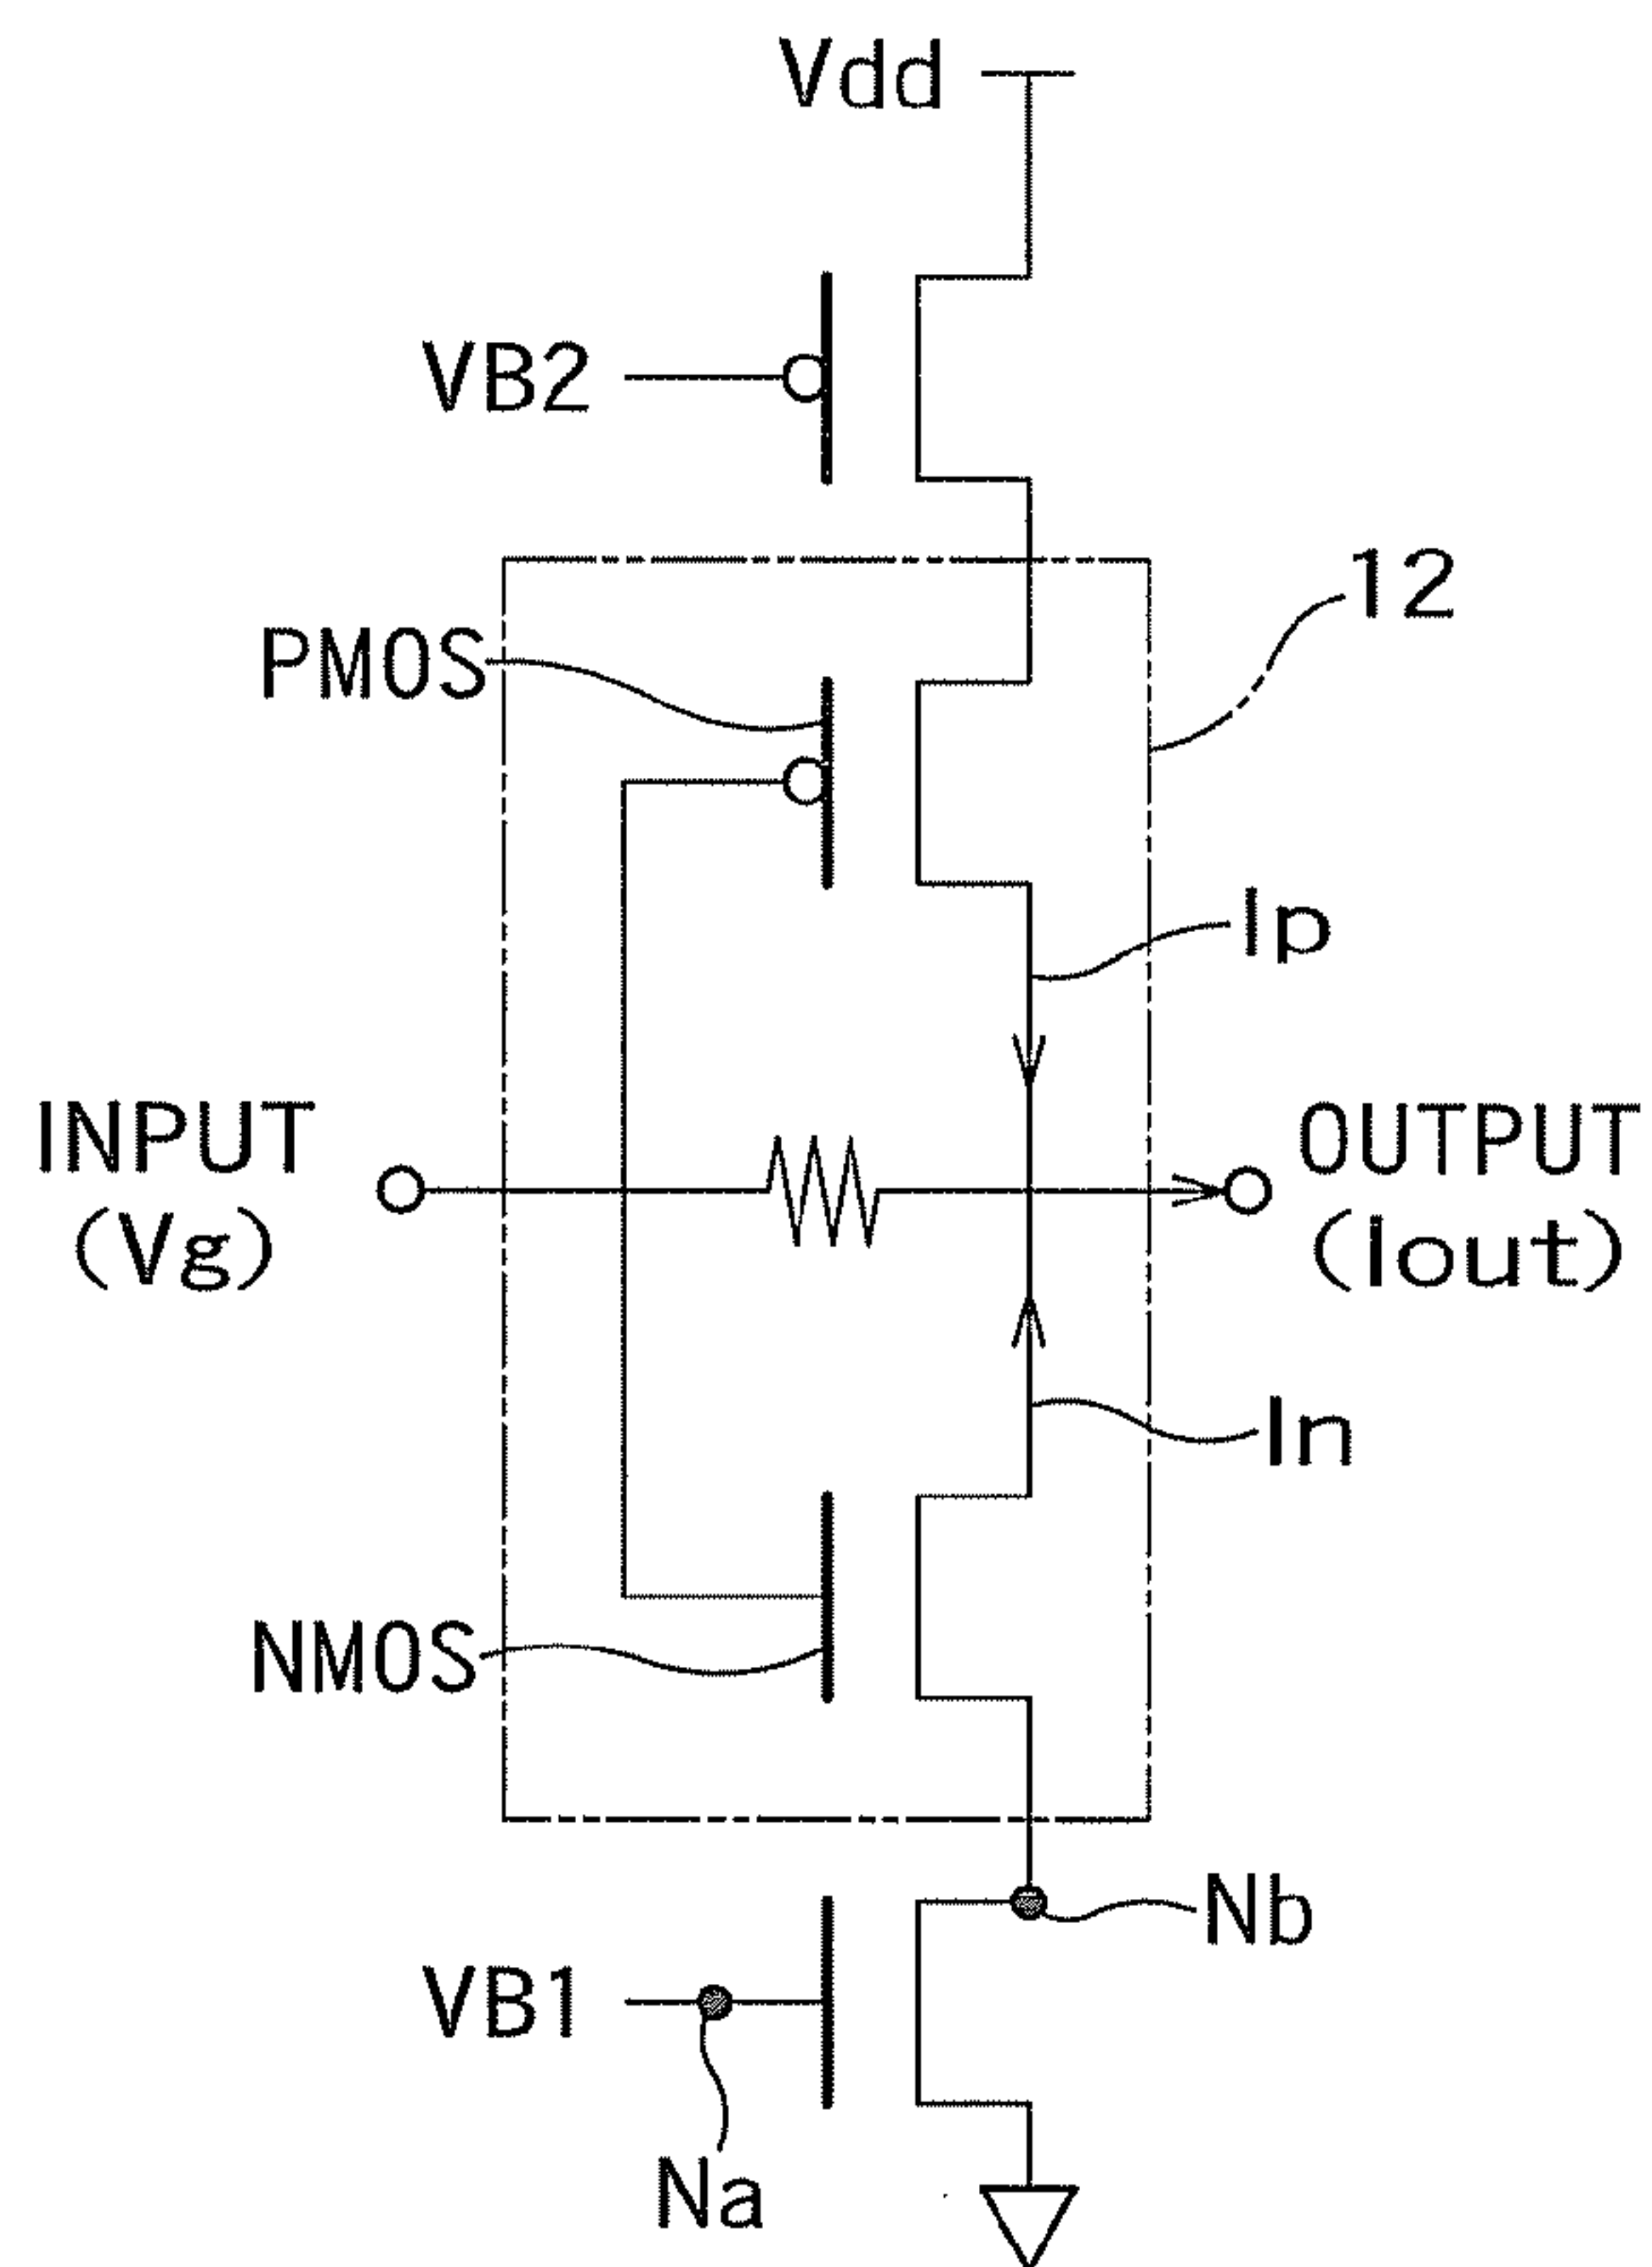 Vdd
VB2
12
PMOS
Ip
INPUT
(Vg)
OUTPUT
(Iout)
In
NMOS
Nb
VB1
Na